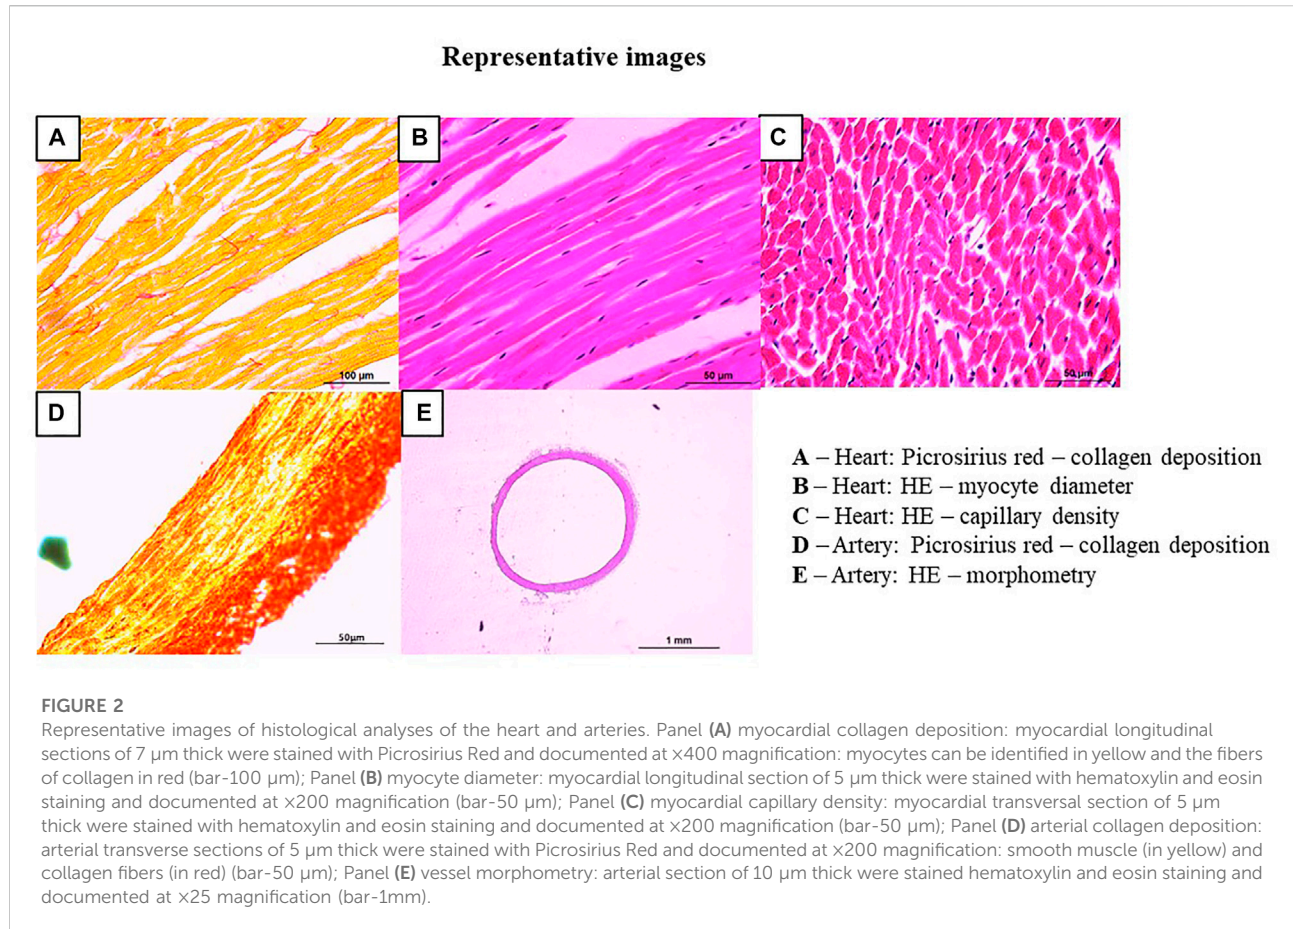 Representative images
A
B
C
100 μm
50 μm
50 μm
D
E
50μm
1 mm
A – Heart: Picrosirius red – collagen deposition
B – Heart: HE – myocyte diameter
C – Heart: HE – capillary density
D – Artery: Picrosirius red – collagen deposition
E – Artery: HE – morphometry
FIGURE 2
Representative images of histological analyses of the heart and arteries. Panel (A) myocardial collagen deposition: myocardial longitudinal
sections of 7 μm thick were stained with Picrosirius Red and documented at ×400 magnification: myocytes can be identified in yellow and the fibers
of collagen in red (bar-100 μm); Panel (B) myocyte diameter: myocardial longitudinal section of 5 μm thick were stained with hematoxylin and eosin
staining and documented at ×200 magnification (bar-50 μm); Panel (C) myocardial capillary density: myocardial transversal section of 5 μm
thick were stained with hematoxylin and eosin staining and documented at ×200 magnification (bar-50 μm); Panel (D) arterial collagen deposition:
arterial transverse sections of 5 μm thick were stained with Picrosirius Red and documented at ×200 magnification: smooth muscle (in yellow) and
collagen fibers (in red) (bar-50 μm); Panel (E) vessel morphometry: arterial section of 10 μm thick were stained hematoxylin and eosin staining and
documented at ×25 magnification (bar-1mm).